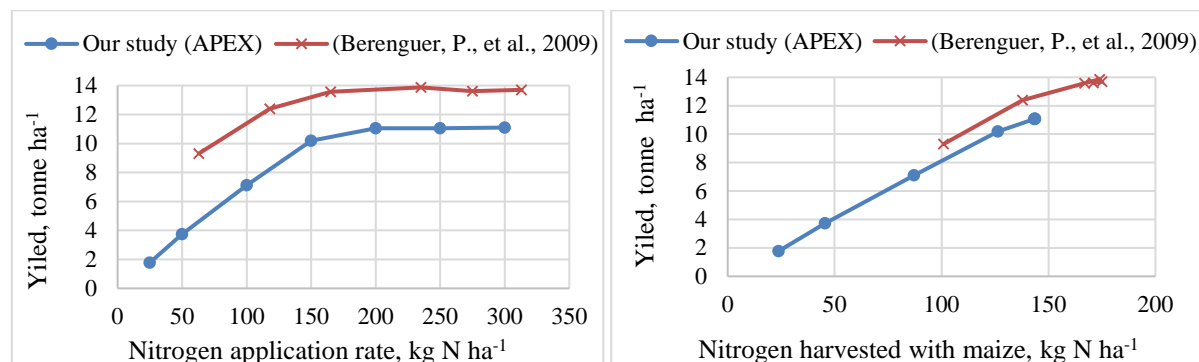 Our study (APEX) (Berenguer, P., et al., 2009)
Yiled, tonne ha-1
14
12
10
8
6
4
2
0
0 50 100 150 200 250 300 350
Nitrogen application rate, kg N ha-1
Our study (APEX) (Berenguer, P., et al., 2009)
Yiled, tonne ha-1
14
12
10
8
6
4
2
0
0 50 100 150 200
Nitrogen harvested with maize, kg N ha-1